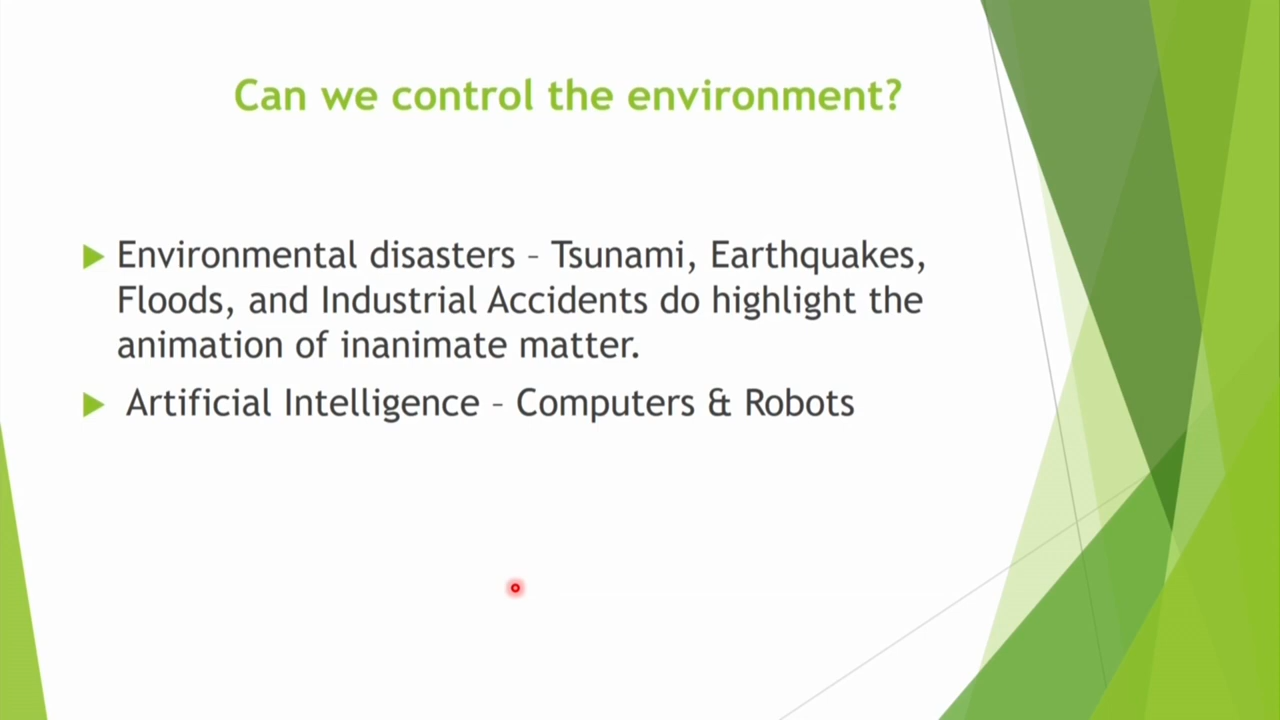 Can we control the environment?
Environmental disasters – Tsunami, Earthquakes,
Floods, and Industrial Accidents do highlight the
animation of inanimate matter.
Artificial Intelligence – Computers & Robots